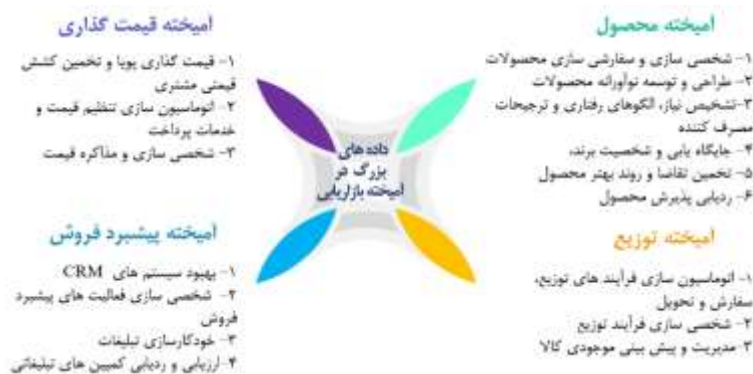 آمیخته محصول
۱- شخصی سازی و سفارشی سازی محصولات
۲- طراحی و توسعه نوآورانه محصولات
۳-تشخیص نیاز، الگوهای رفتاری و ترجیحات
مصرف کننده
۴- جایگاه یابی و شخصیت برند،
۵- تخمین تقاضا و روند بهتر محصول
۶- ردیابی پذیرش محصول
آمیخته قیمت گذاری
۱- قیمت گذاری پویا و تخمین کشش
قیمتی مشتری
۲- اتوماسیون سازی تنظیم قیمت و
خدمات پرداخت
۳- شخصی سازی و مذاکره قیمت
داده های
بزرگ در
آمیخته بازاریابی
آمیخته توزیع
۱- اتوماسیون سازی فرآیند های توزیع،
سفارش و تحویل
۲- شخصی سازی فرآیند توزیع
۳- مدیریت و پیش بینی موجودی کالا
آمیخته پیشبرد فروش
۱- بهبود سیستم های CRM
۲- شخصی سازی فعالیت های پیشبرد
فروش
۳- خودکارسازی تبلیغات
۴-ارزیابی و ردیابی کمپین های تبلیغاتی